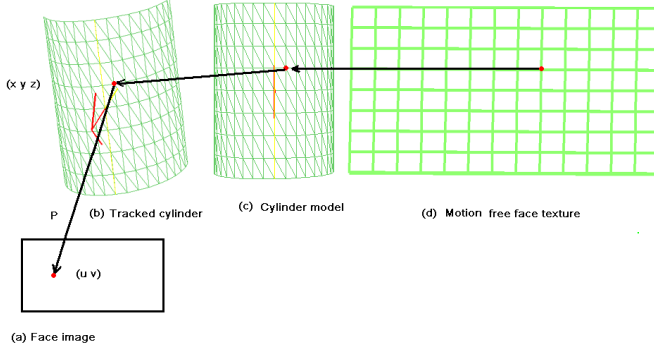 (x y z)
P
(b) Tracked cylinder
(c) Cylinder model
(d) Motion free face texture
(u v)
(a) Face image